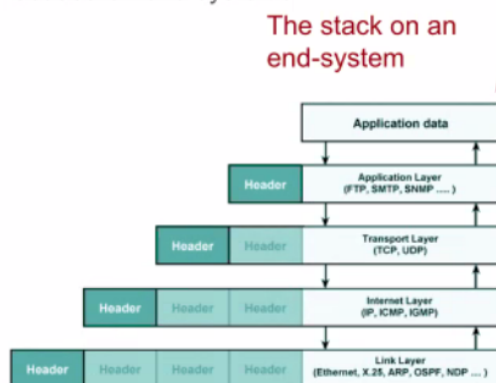 The stack on an
end-system
Application data
Header
Application Layer
(FTP, SMTP, SNMP ..... )
Header Header
Transport Layer
(TCP, UDP)
Header Header Header
Internet Layer
(IP, ICMP, IGMP)
Header Header Header Header
Link Layer
(Ethernet, X.25, ARP, OSPF, NDP ... )